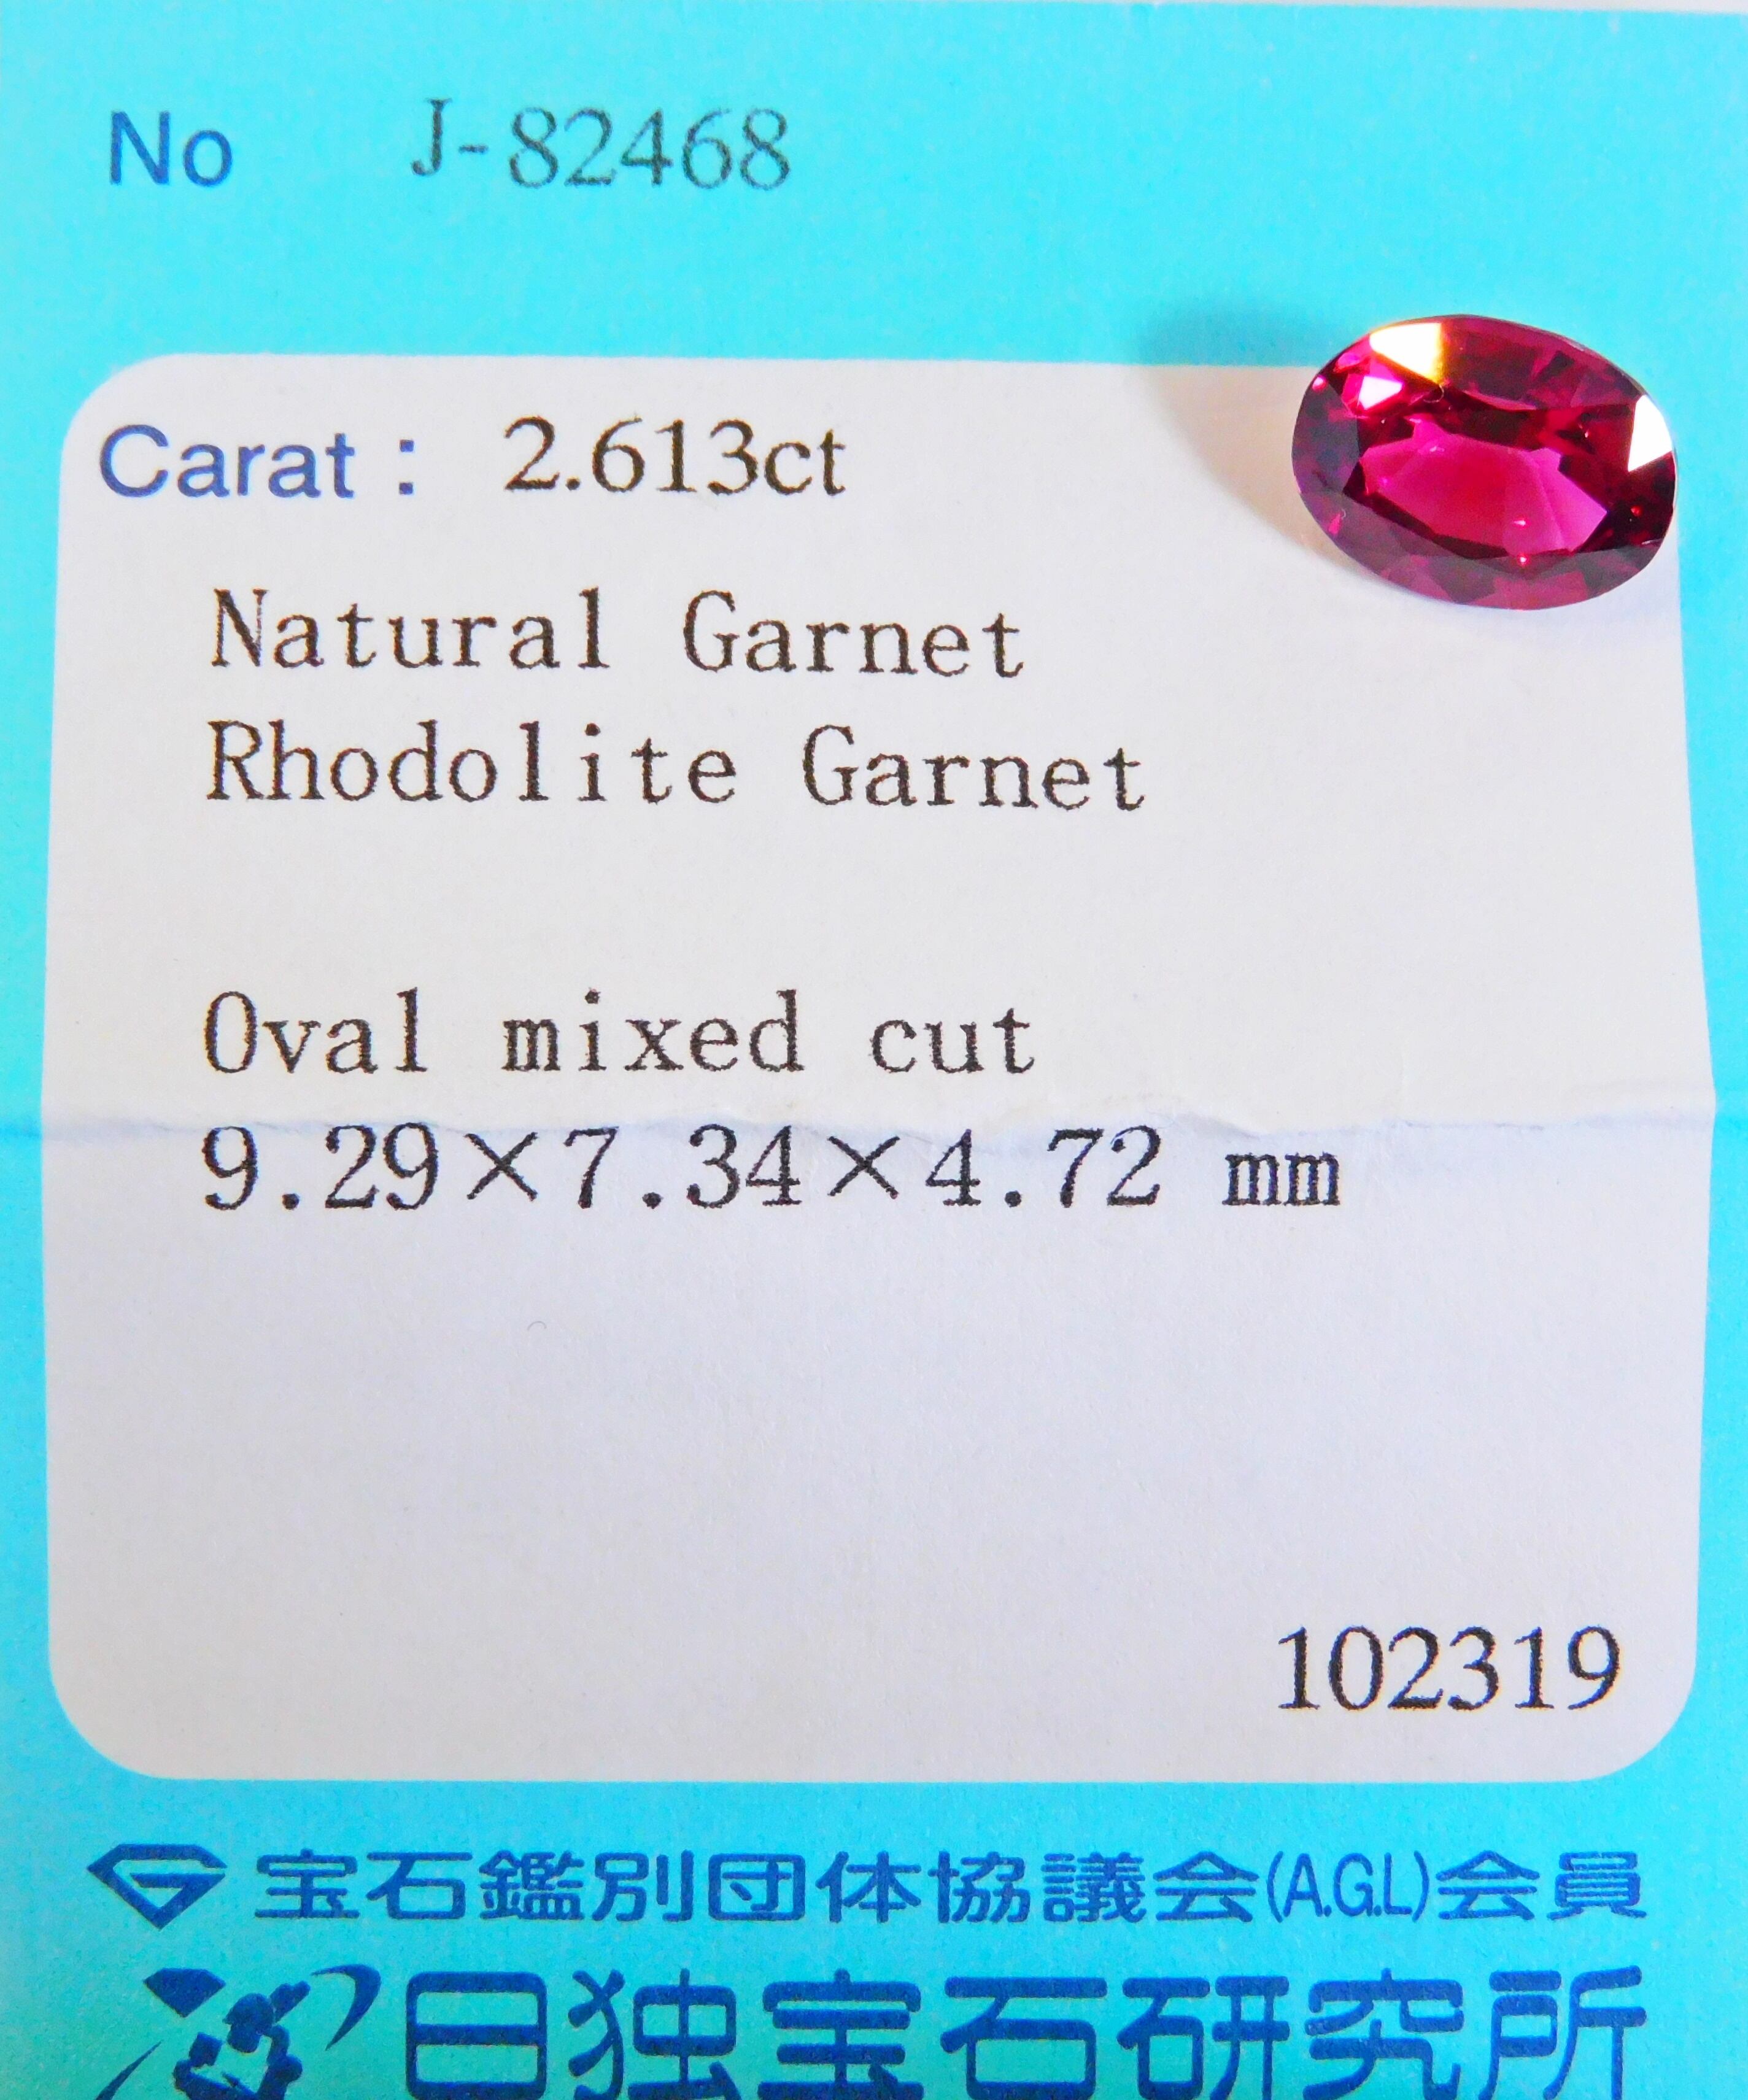 No J-82468
Carat : 2.613ct
Natural Garnet
Rhodolite Garnet
Oval mixed cut
9.29×7.34×4.72 mm
102319
宝石鑑別団体協議会(A.G.L)会員
日独宝石研究所